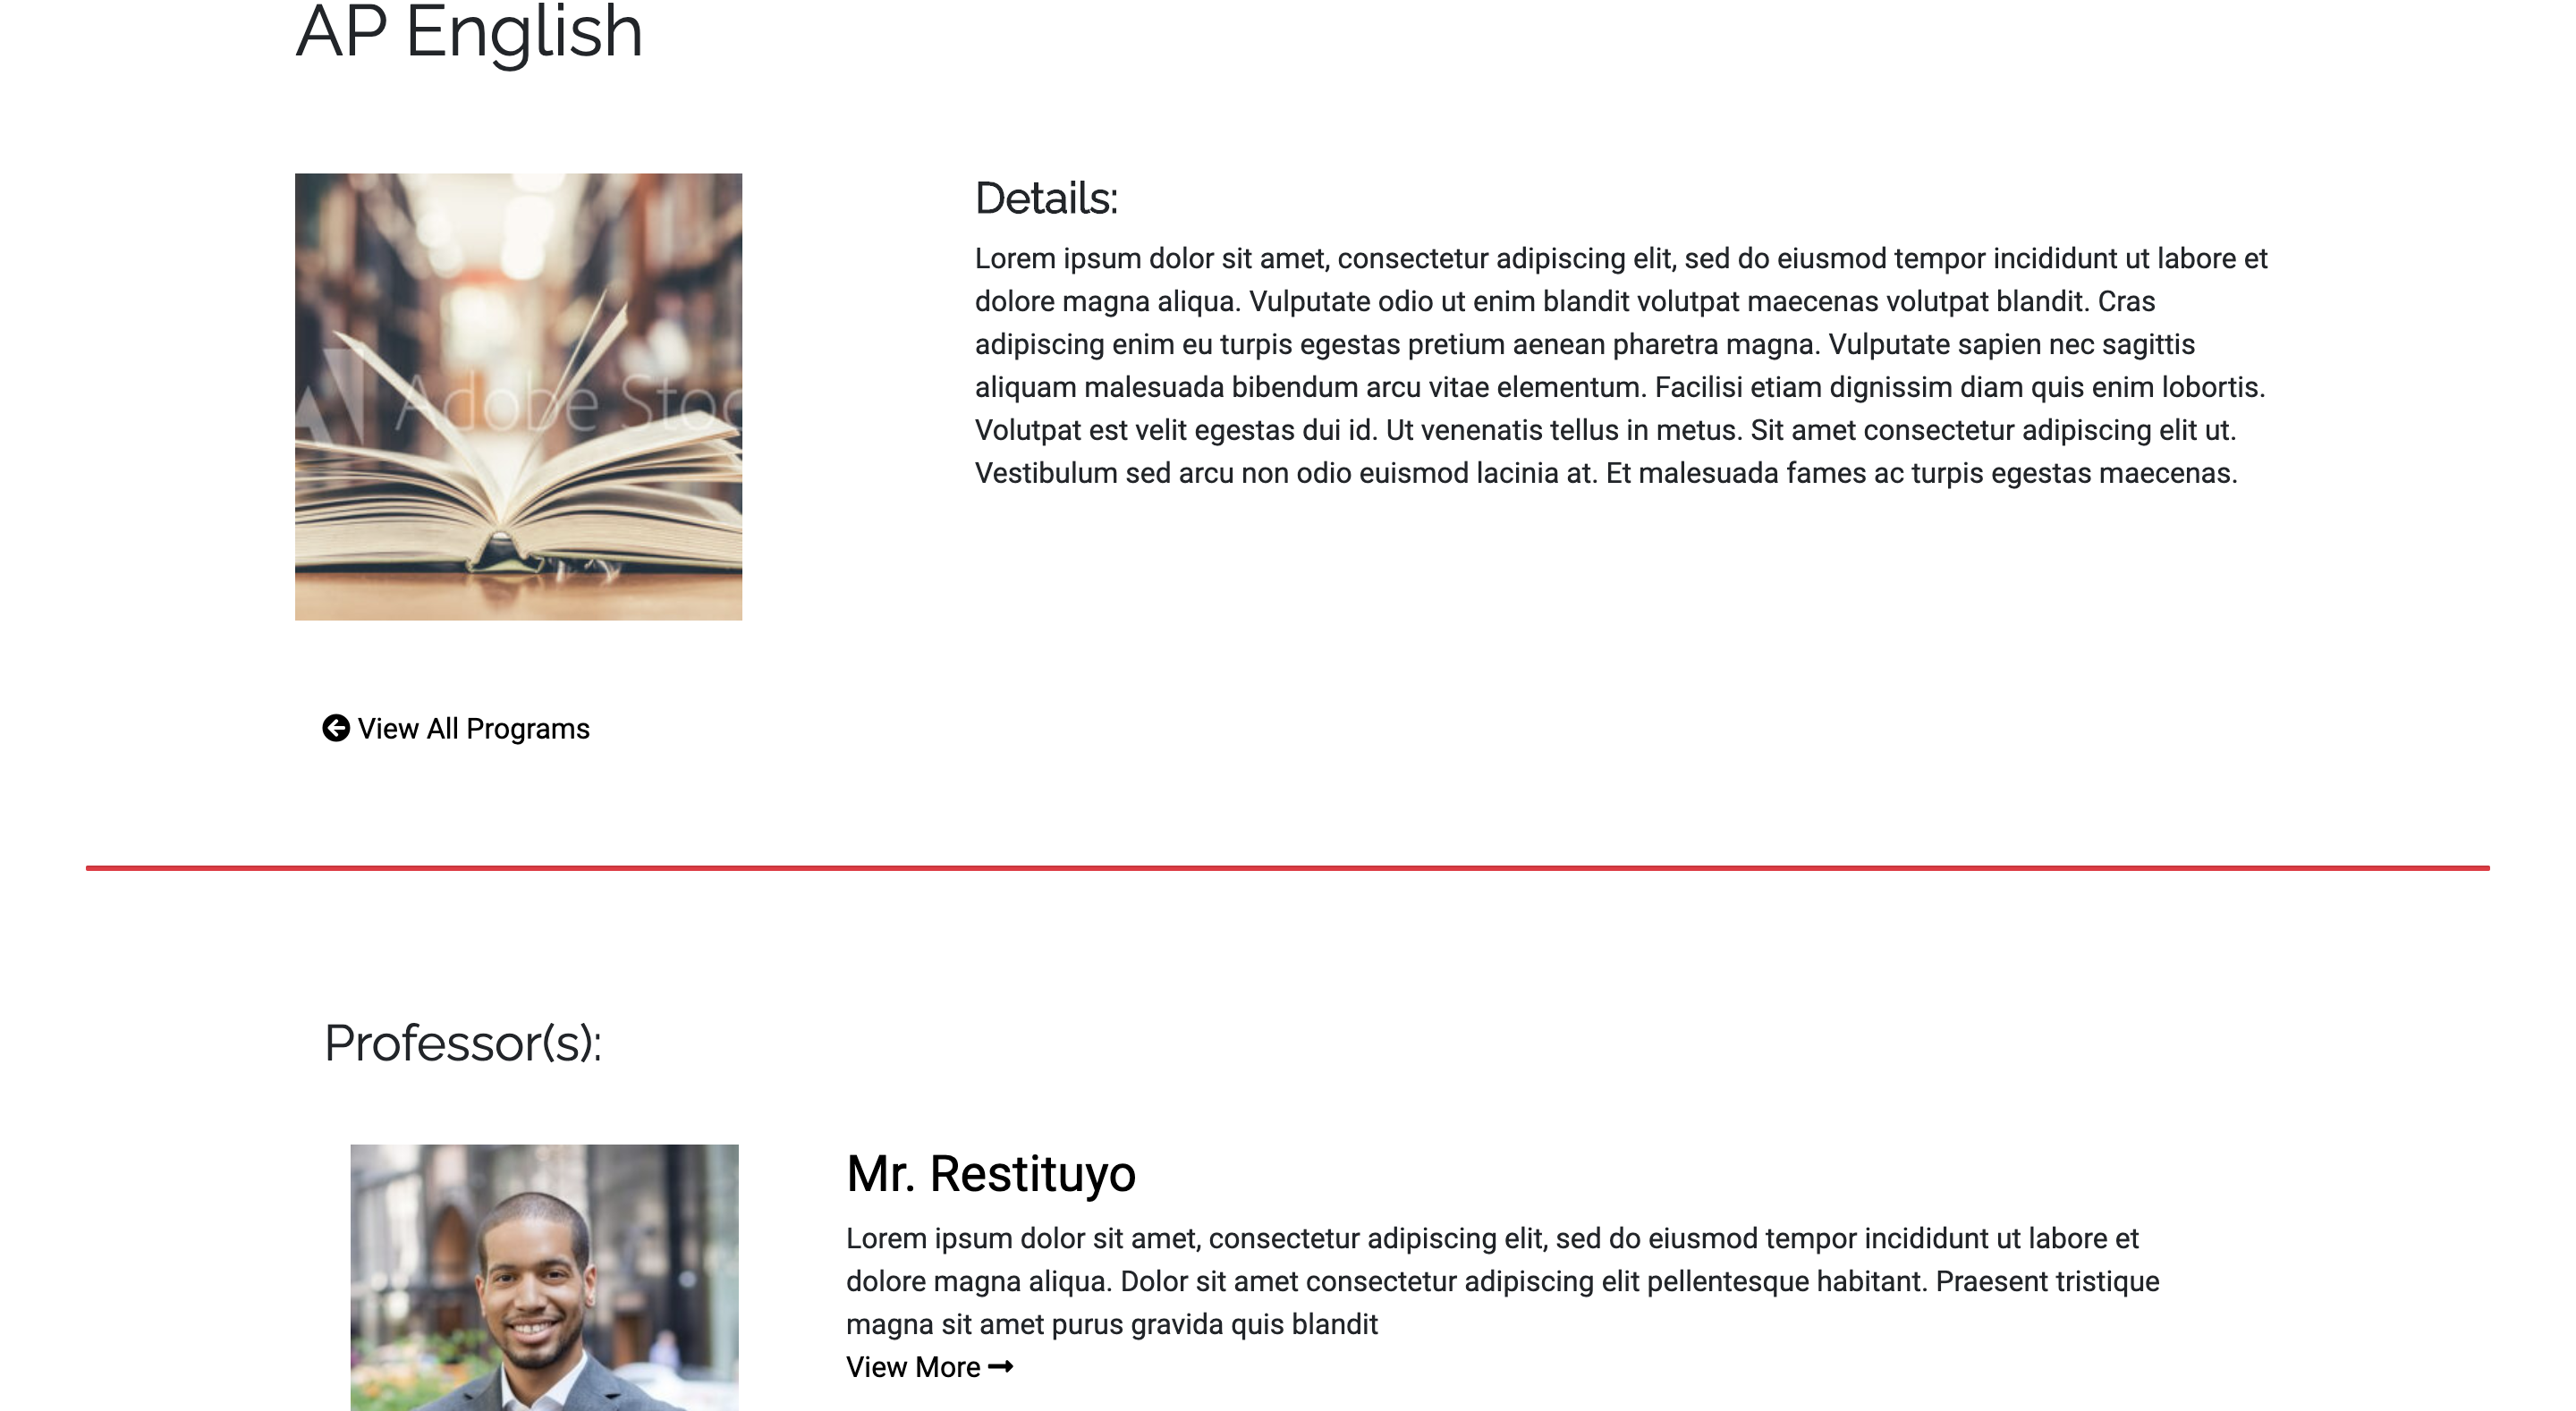 AP English
Details:
Lorem ipsum dolor sit amet, consectetur adipiscing elit, sed do eiusmod tempor incididunt ut labore et
dolore magna aliqua. Vulputate odio ut enim blandit volutpat maecenas volutpat blandit. Cras
adipiscing enim eu turpis egestas pretium aenean pharetra magna. Vulputate sapien nec sagittis
aliquam malesuada bibendum arcu vitae elementum. Facilisi etiam dignissim diam quis enim lobortis.
Volutpat est velit egestas dui id. Ut venenatis tellus in metus. Sit amet consectetur adipiscing elit ut.
Vestibulum sed arcu non odio euismod lacinia at. Et malesuada fames ac turpis egestas maecenas.
Adobe Stoc
View All Programs
Professor(s):
Mr. Restituyo
Lorem ipsum dolor sit amet, consectetur adipiscing elit, sed do eiusmod tempor incididunt ut labore et
dolore magna aliqua. Dolor sit amet consectetur adipiscing elit pellentesque habitant. Praesent tristique
magna sit amet purus gravida quis blandit
View More